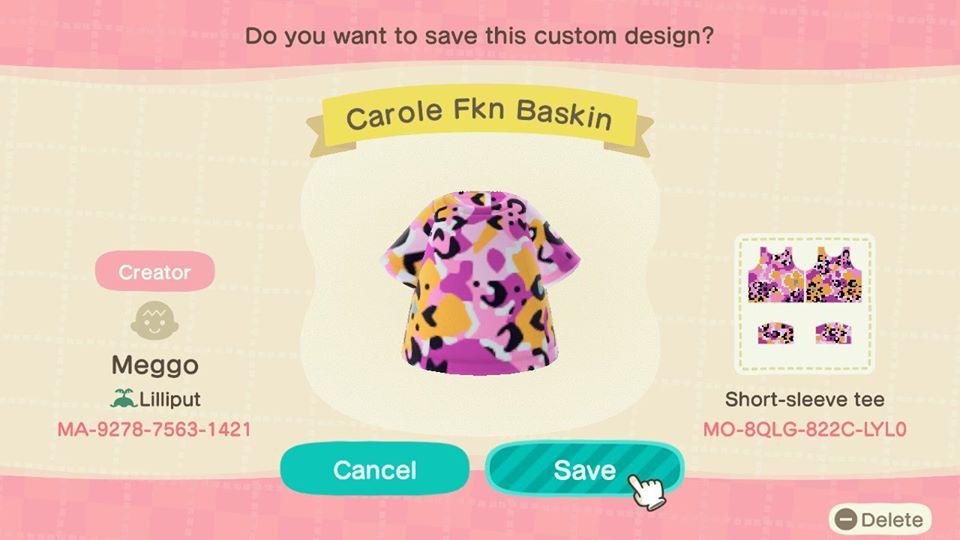 Do you want to save this custom design?
Carole Fkn Baskin
Creator
Meggo
Lilliput
MA-9278-7563-1421
Short-sleeve tee
MO-8QLG-822C-LYL0
Cancel
Save
Delete